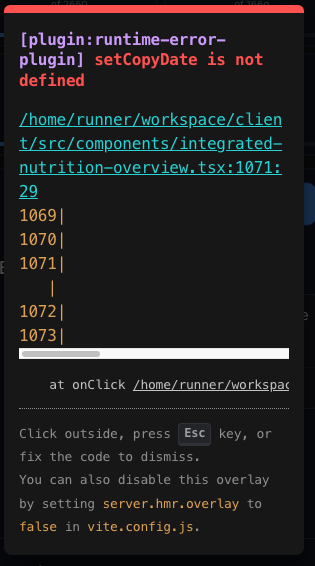 [plugin:runtime-error-
plugin] setCopyDate is not
defined
/home/runner/workspace/clien
t/src/components/integrated-
nutrition-overview.tsx:1071:
29
1069|
1070|
1071|
|
1072|
1073|
at onClick /home/runner/workspac
Click outside, press Esc key, or
fix the code to dismiss.
You can also disable this overlay
by setting server.hmr.overlay to
false in vite.config.js.